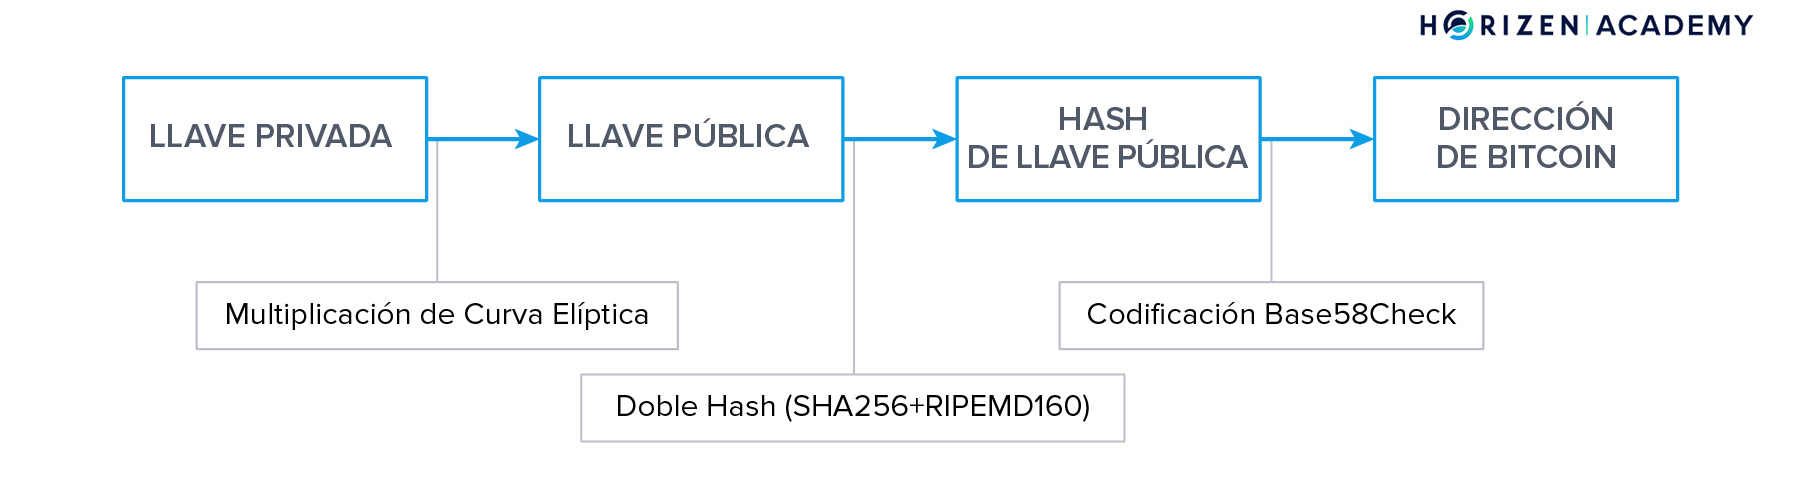 HORIZEN ACADEMY
LLAVE PRIVADA
LLAVE PÚBLICA
HASH
DE LLAVE PÚBLICA
DIRECCIÓN
DE BITCOIN
Multiplicación de Curva Elíptica
Codificación Base58Check
Doble Hash (SHA256+RIPEMD160)